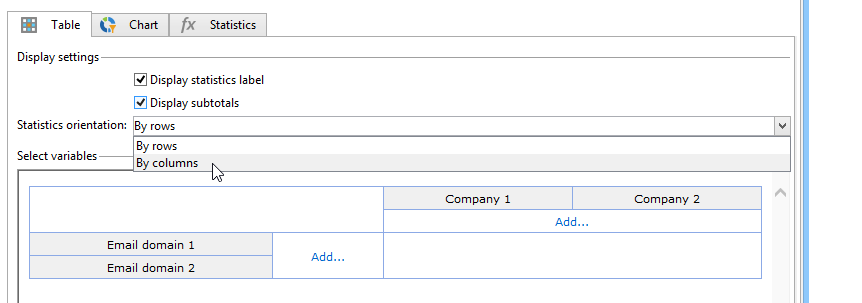 Table fx Chart Statistics
Display settings
Display statistics label
Display subtotals
Statistics orientation: By rows
By rows
Select variables
By columns
Company 1 Company 2
Add...
Email domain 1
Add...
Email domain 2